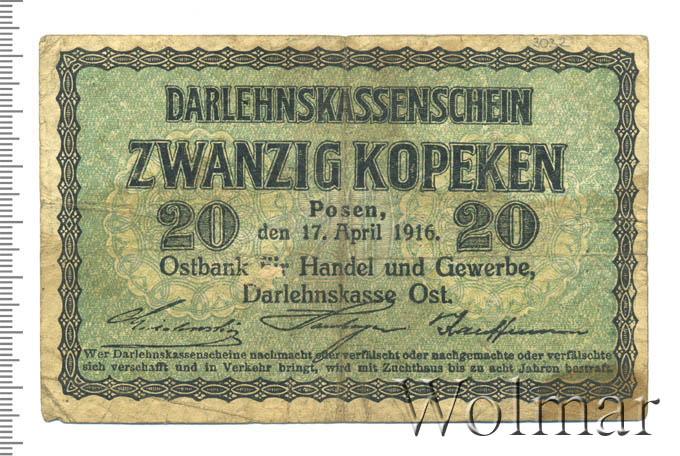 3032
DARLEHNSKASSENSCHEIN
ZWANZIG KOPEKEN
20 Posen, 20
den 17. April 1916.
Ostbank für Handel und Gewerbe,
Darlehnskasse Ost.
Wer Darlehnskassenscheine nachmacht oder verfälscht oder nachgemachte oder verfälschte
sich verschafft und in Verkehr bringt, wird mit Zuchthaus bis zu acht Jahren bestraft.
Wolmar